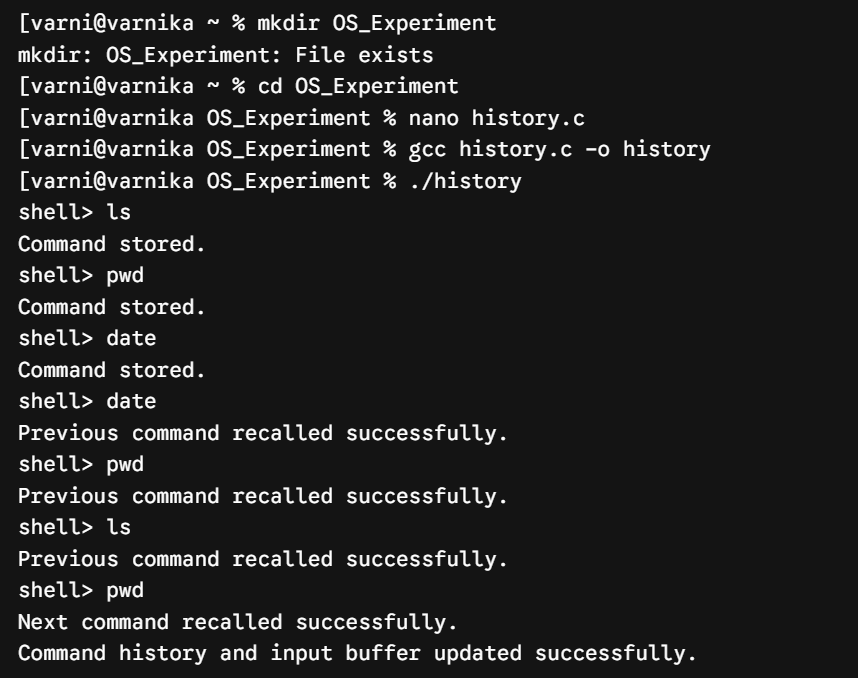 [varni@varnika ~ % mkdir OS_Experiment
mkdir: OS_Experiment: File exists
[varni@varnika ~ % cd OS_Experiment
[varni@varnika OS_Experiment % nano history.c
[varni@varnika OS_Experiment % gcc history.c -o history
[varni@varnika OS_Experiment % ./history
shell> ls
Command stored.
shell> pwd
Command stored.
shell> date
Command stored.
shell> date
Previous command recalled successfully.
shell> pwd
Previous command recalled successfully.
shell> ls
Previous command recalled successfully.
shell> pwd
Next command recalled successfully.
Command history and input buffer updated successfully.